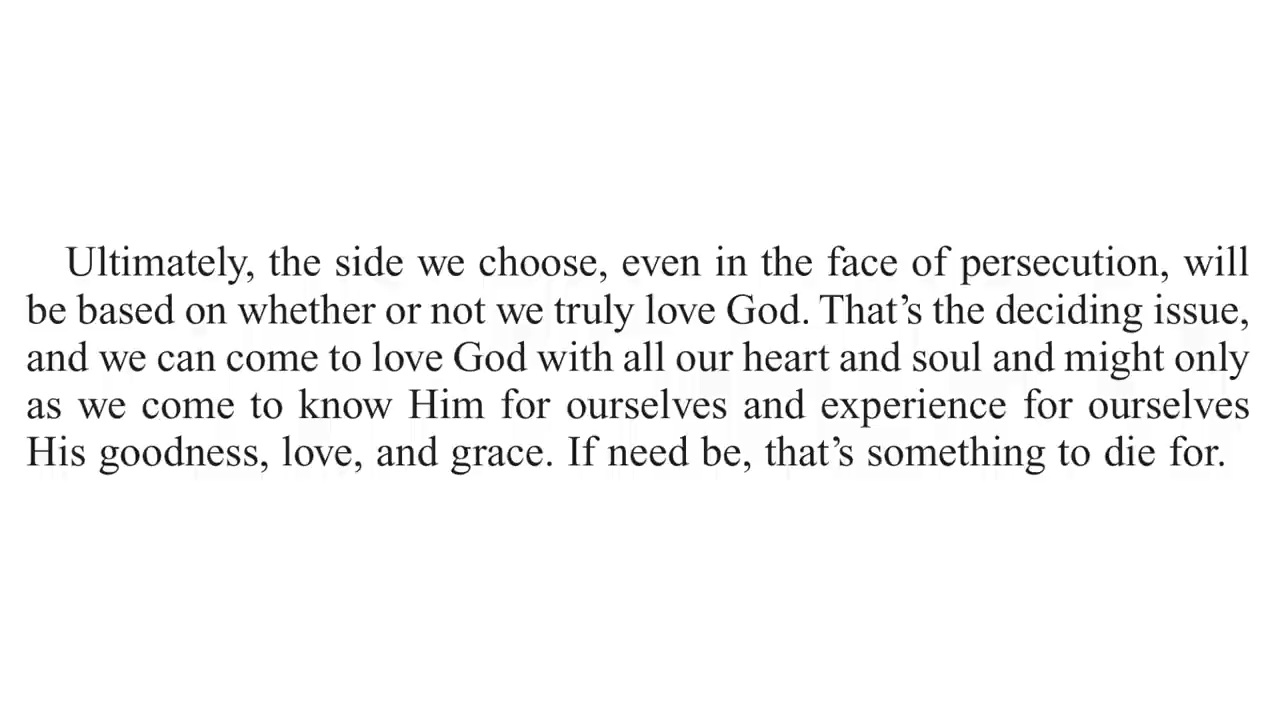 Ultimately, the side we choose, even in the face of persecution, will
be based on whether or not we truly love God. That’s the deciding issue,
and we can come to love God with all our heart and soul and might only
as we come to know Him for ourselves and experience for ourselves
His goodness, love, and grace. If need be, that’s something to die for.